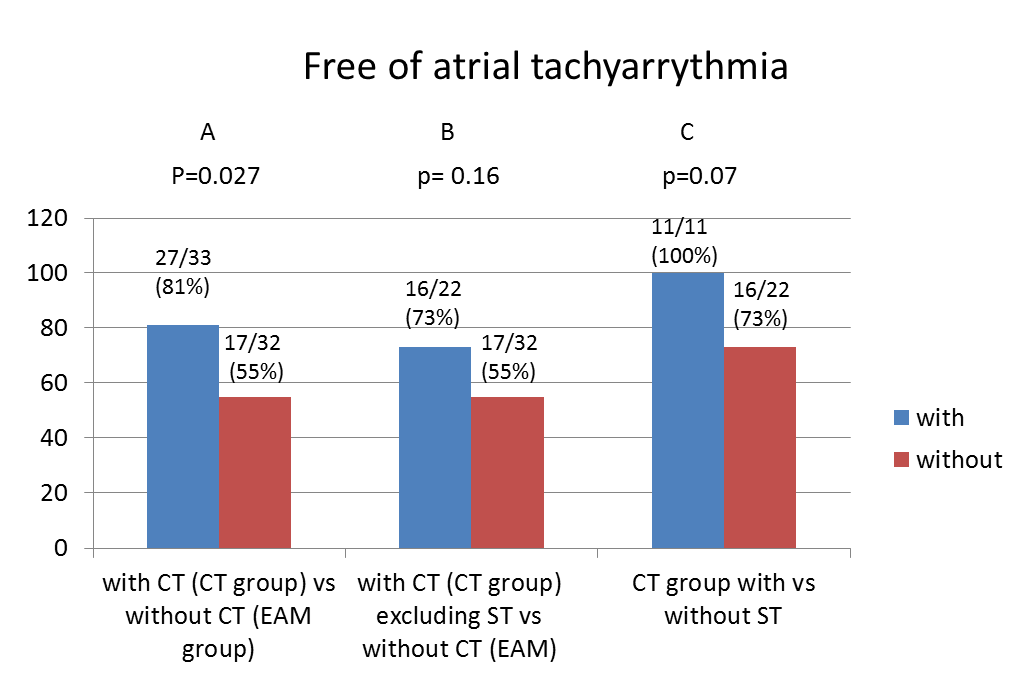 Free of atrial tachyarrythmia
A
B
C
P=0.027
p= 0.16
p=0.07
120
100
80
60
40
20
0
27/33
(81%)
17/32
(55%)
16/22
(73%)
17/32
(55%)
11/11
(100%)
16/22
(73%)
with
without
with CT (CT group) vs
without CT (EAM
group)
with CT (CT group)
excluding ST vs
without CT (EAM)
CT group with vs
without ST